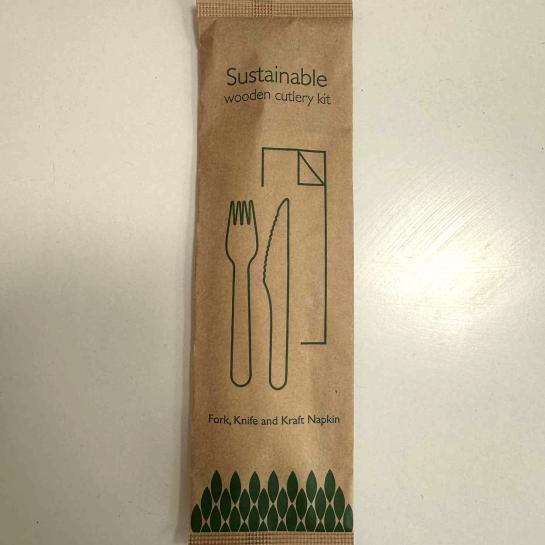 Sustainable
wooden cutlery kit
Fork, Knife and Kraft Napkin